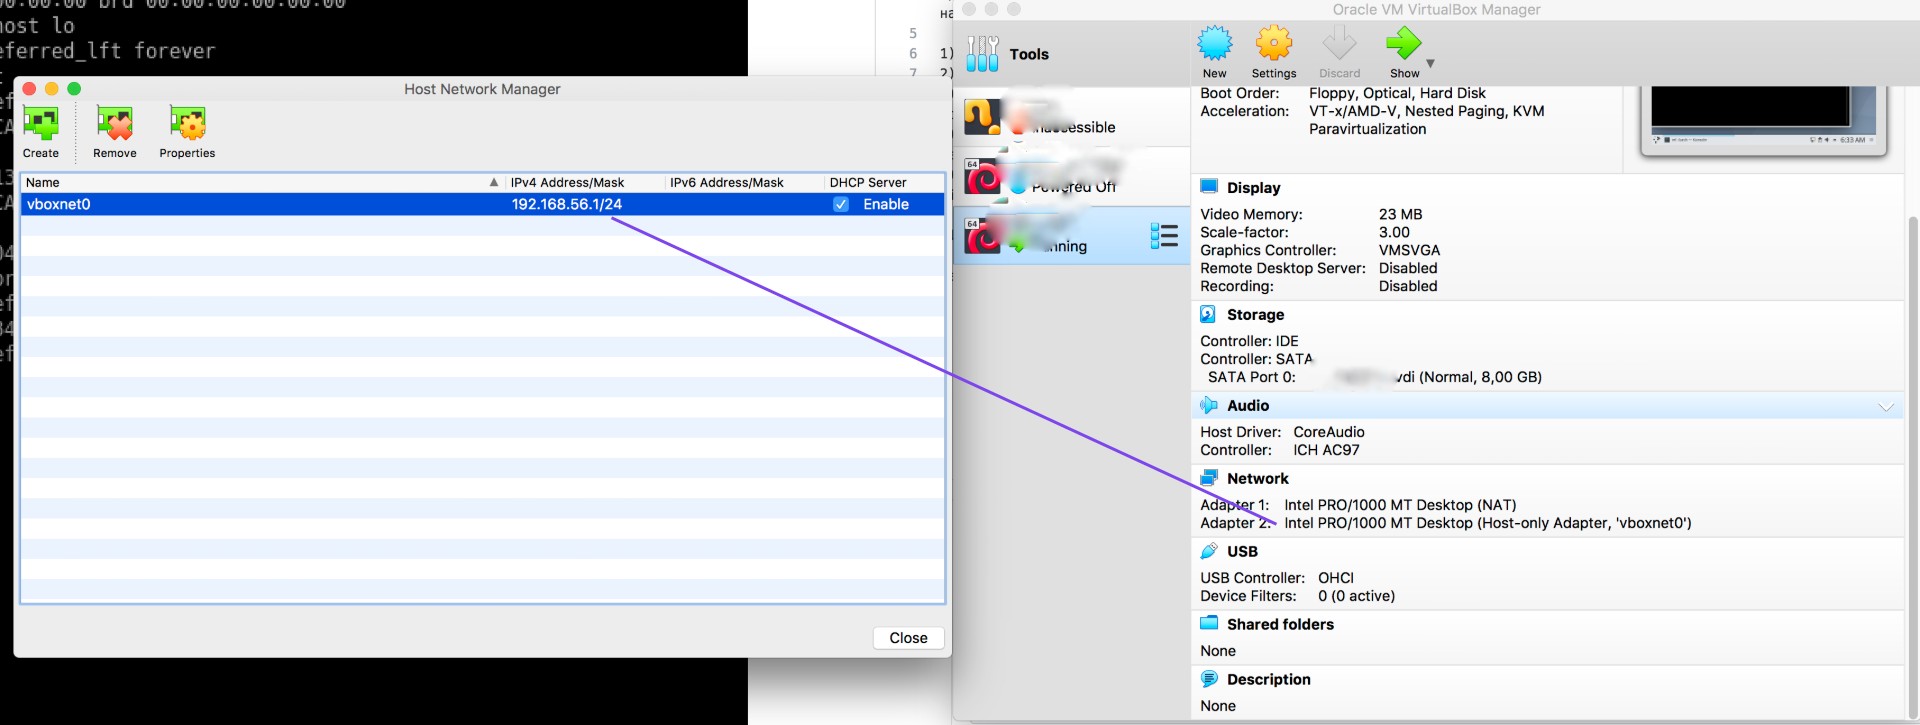 00:00:00 brd 00:00:00:00:00:00
host lo
eferred_lft forever
5
6 1)
7 2)
Host Network Manager
Create
Remove
Properties
Name IPv4 Address/Mask IPv6 Address/Mask DHCP Server
vboxnet0 192.168.56.1/24 Enable
Close
Oracle VM VirtualBox Manager
Tools
New
Settings
Discard
Show
Powered Off
64
64
Boot Order: Floppy, Optical, Hard Disk
Acceleration: VT-x/AMD-V, Nested Paging, KVM
Paravirtualization
6:33 AM
Display
Video Memory: 23 MB
Scale-factor: 3.00
Graphics Controller: VMSVGA
Remote Desktop Server: Disabled
Recording: Disabled
Storage
Controller: IDE
Controller: SATA
SATA Port 0: vdi (Normal, 8,00 GB)
Audio
Host Driver: CoreAudio
Controller: ICH AC97
Network
Adapter 1: Intel PRO/1000 MT Desktop (NAT)
Adapter 2: Intel PRO/1000 MT Desktop (Host-only Adapter, 'vboxnet0')
USB
USB Controller: OHCI
Device Filters: 0 (0 active)
Shared folders
None
Description
None